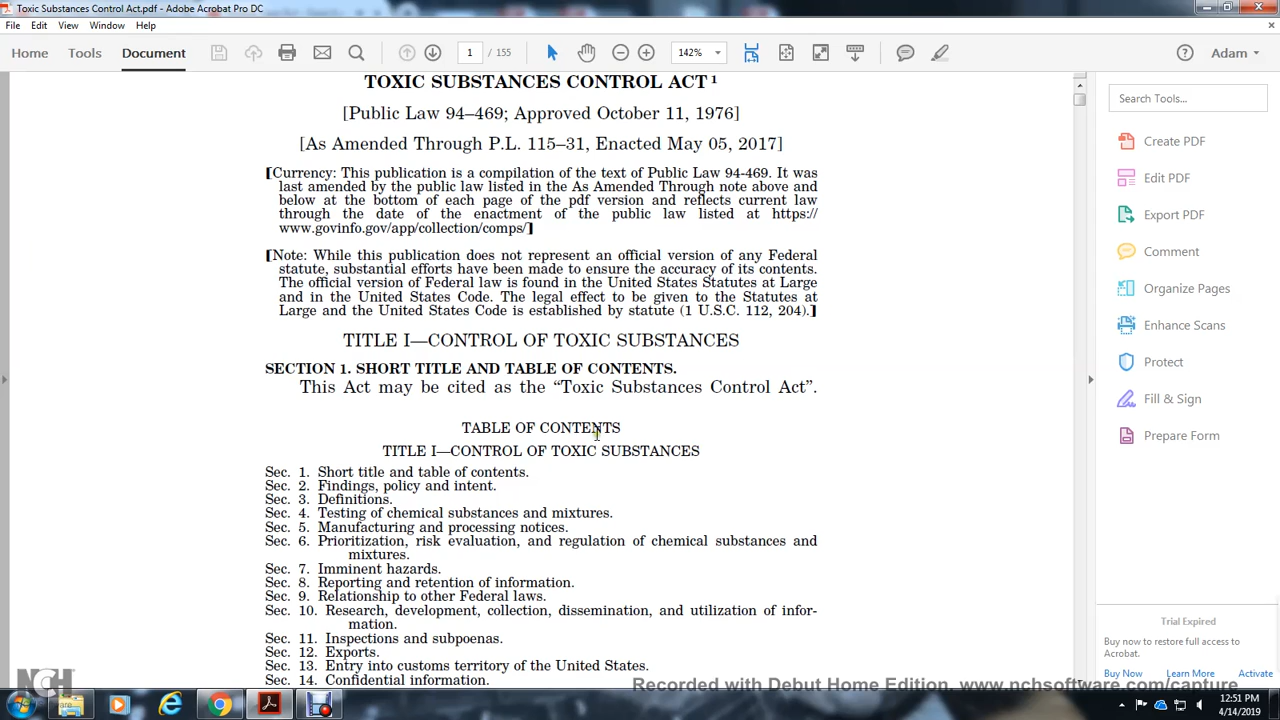 Toxic Substances Control Act.pdf - Adobe Acrobat Pro DC
File Edit View Window Help
Home Tools Document 1 / 155 142% Adam
TOXIC SUBSTANCES CONTROL ACT 1
[Public Law 94–469; Approved October 11, 1976]
[As Amended Through P.L. 115–31, Enacted May 05, 2017]
[Currency: This publication is a compilation of the text of Public Law 94-469. It was
last amended by the public law listed in the As Amended Through note above and
below at the bottom of each page of the pdf version and reflects current law
through the date of the enactment of the public law listed at https://
www.govinfo.gov/app/collection/comps/]
[Note: While this publication does not represent an official version of any Federal
statute, substantial efforts have been made to ensure the accuracy of its contents.
The official version of Federal law is found in the United States Statutes at Large
and in the United States Code. The legal effect to be given to the Statutes at
Large and the United States Code is established by statute (1 U.S.C. 112, 204).]
TITLE I—CONTROL OF TOXIC SUBSTANCES
SECTION 1. SHORT TITLE AND TABLE OF CONTENTS.
This Act may be cited as the “Toxic Substances Control Act”.
TABLE OF CONTENTS
TITLE I—CONTROL OF TOXIC SUBSTANCES
Sec. 1. Short title and table of contents.
Sec. 2. Findings, policy and intent.
Sec. 3. Definitions.
Sec. 4. Testing of chemical substances and mixtures.
Sec. 5. Manufacturing and processing notices.
Sec. 6. Prioritization, risk evaluation, and regulation of chemical substances and
mixtures.
Sec. 7. Imminent hazards.
Sec. 8. Reporting and retention of information.
Sec. 9. Relationship to other Federal laws.
Sec. 10. Research, development, collection, dissemination, and utilization of infor-
mation.
Sec. 11. Inspections and subpoenas.
Sec. 12. Exports.
Sec. 13. Entry into customs territory of the United States.
Sec. 14. Confidential information.
Search Tools...
Create PDF
Edit PDF
Export PDF
Comment
Organize Pages
Enhance Scans
Protect
Fill & Sign
Prepare Form
Trial Expired
Buy now to restore full access to
Acrobat.
Buy Now Learn More Activate
NCH
ware
Recorded with Debut Home Edition. www.nchsoftware.com/capture
12:51 PM
4/14/2019